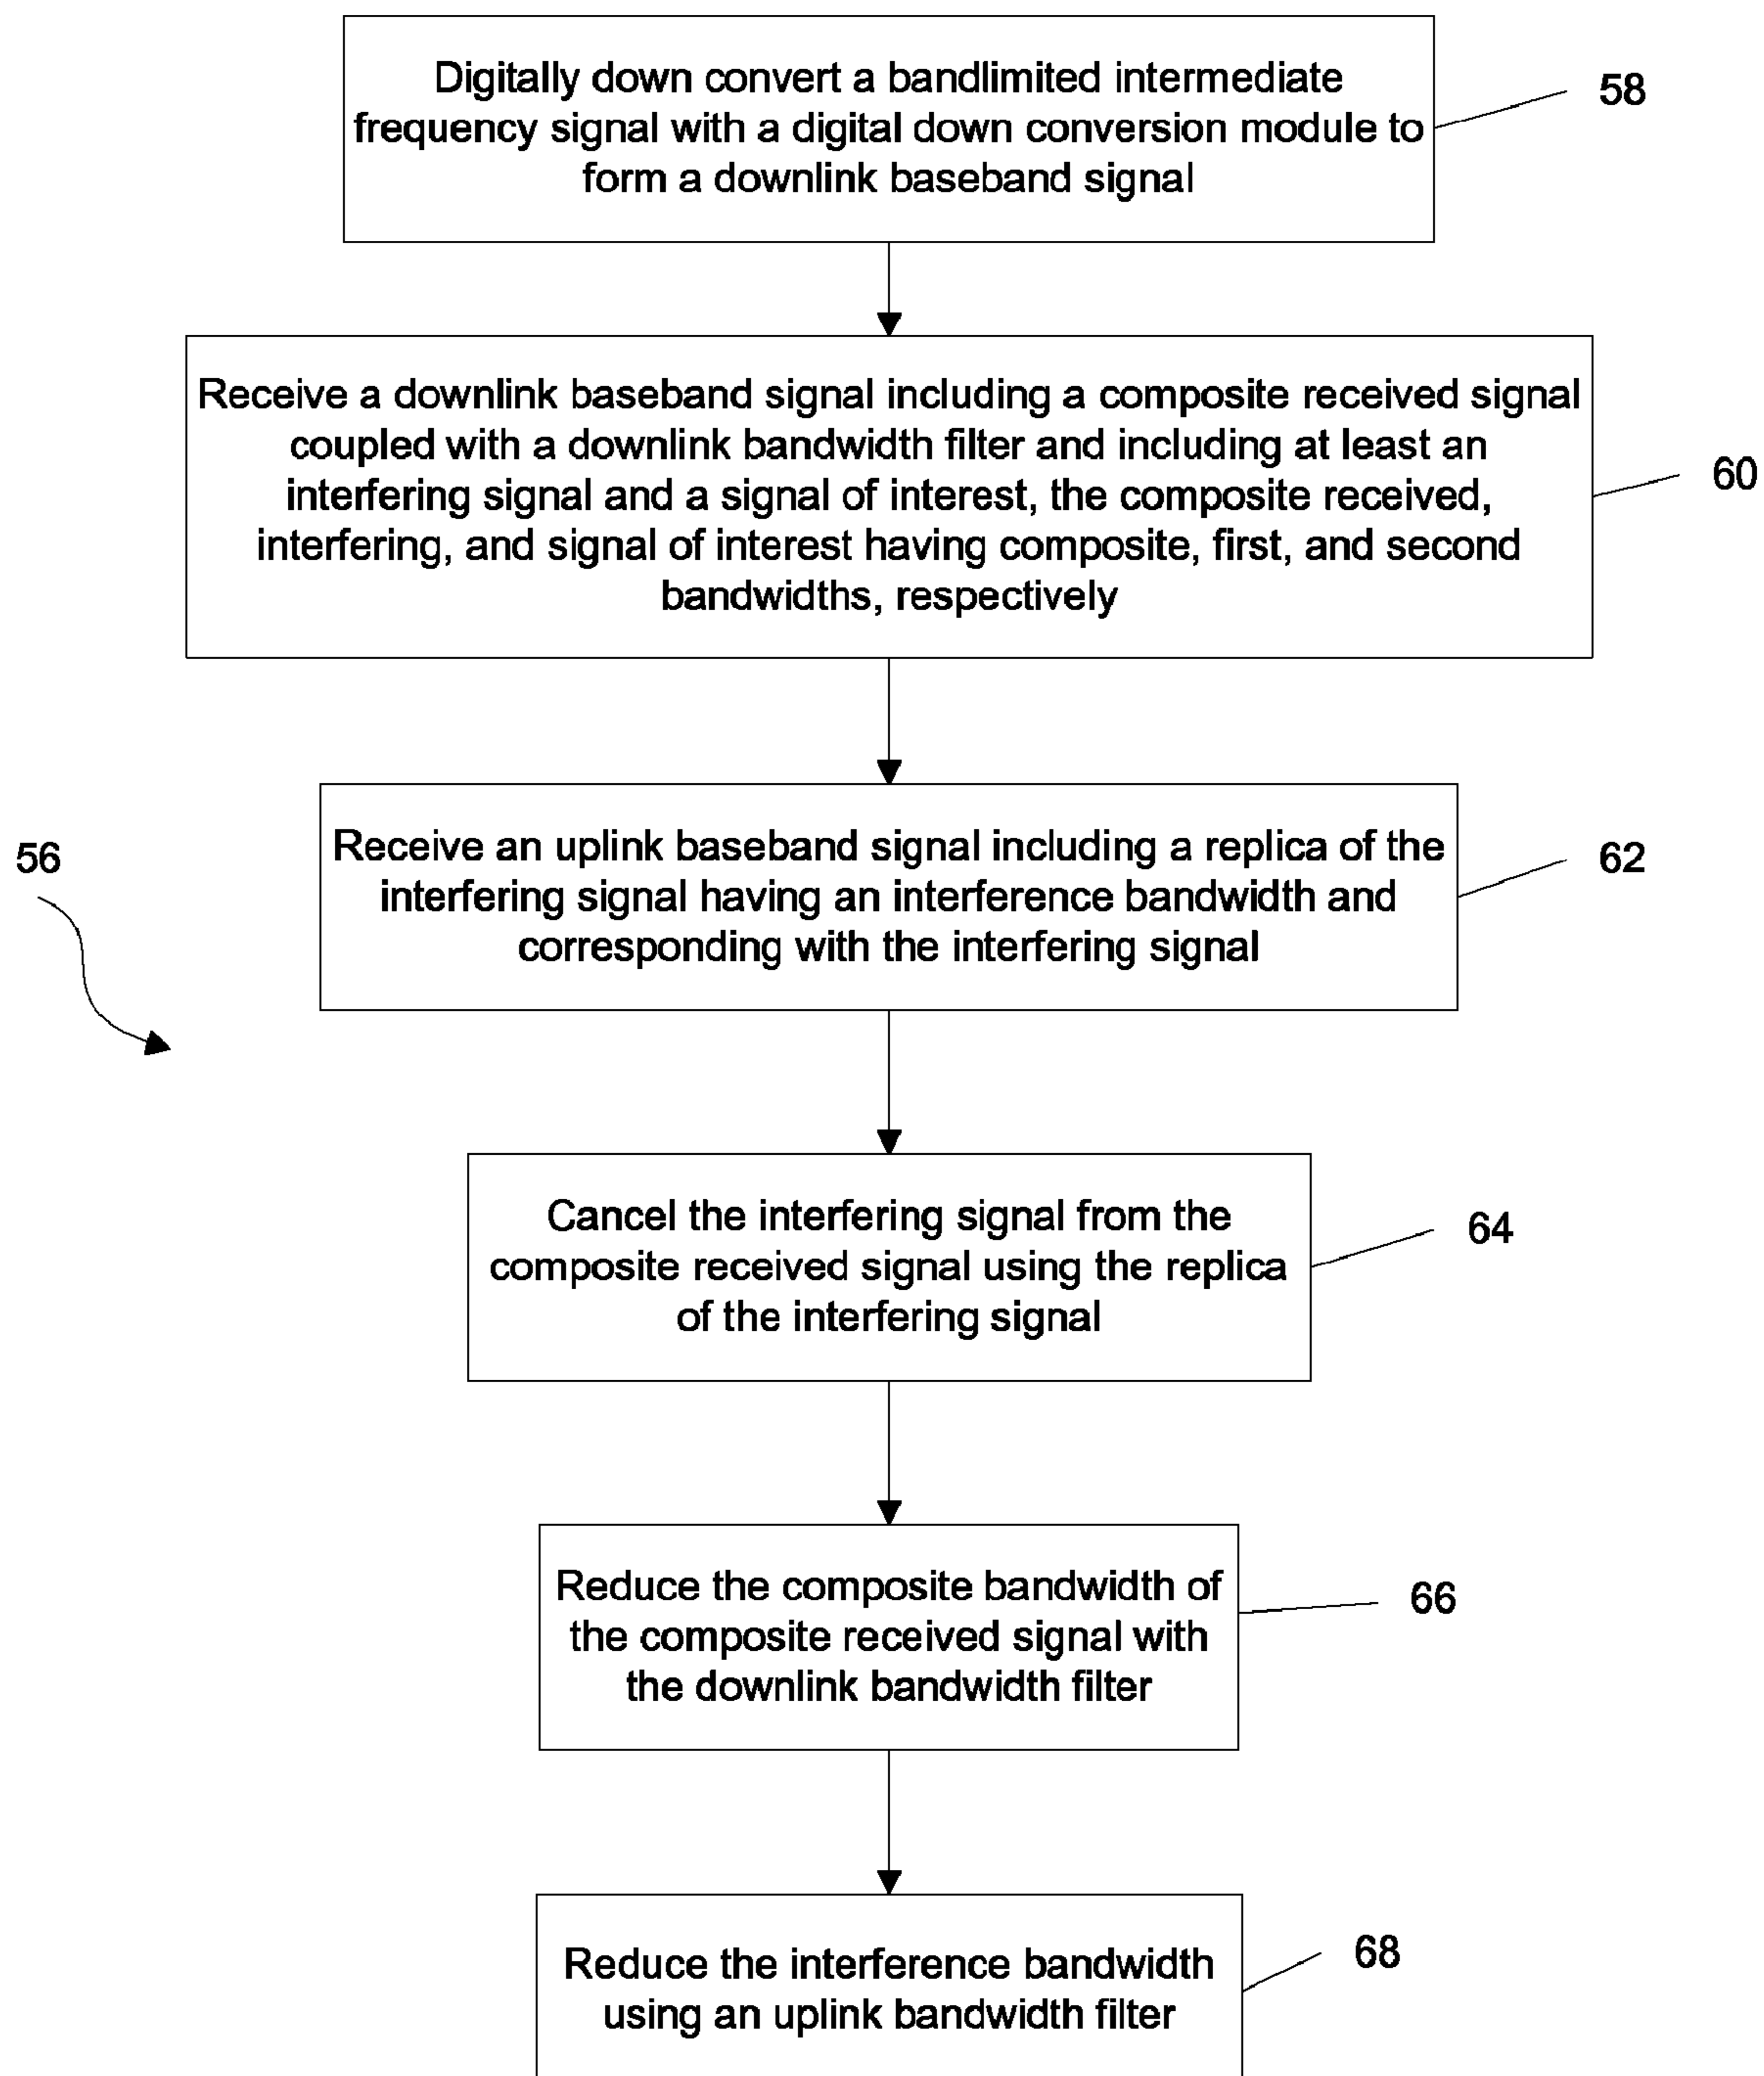 Digitally down convert a bandlimited intermediate
frequency signal with a digital down conversion module to
form a downlink baseband signal
58
Receive a downlink baseband signal including a composite received signal
coupled with a downlink bandwidth filter and including at least an
interfering signal and a signal of interest, the composite received,
interfering, and signal of interest having composite, first, and second
bandwidths, respectively
60
56
Receive an uplink baseband signal including a replica of the
interfering signal having an interference bandwidth and
corresponding with the interfering signal
62
Cancel the interfering signal from the
composite received signal using the replica
of the interfering signal
64
Reduce the composite bandwidth of
the composite received signal with
the downlink bandwidth filter
66
Reduce the interference bandwidth
using an uplink bandwidth filter
68